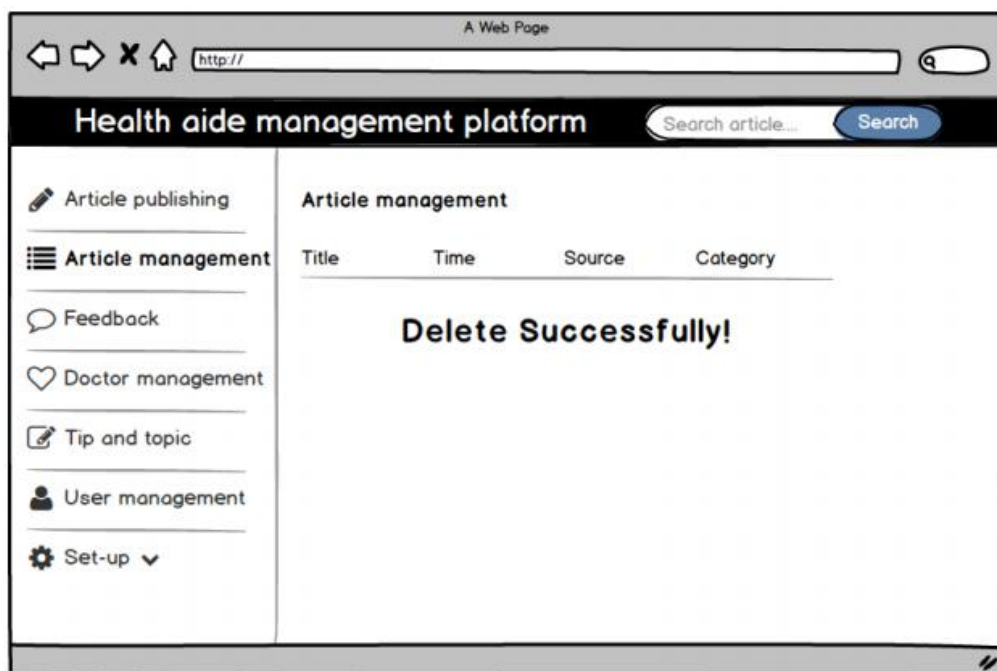 A Web Page
http://
Health aide management platform
Search article....
Search
Article publishing
Article management
Feedback
Doctor management
Tip and topic
User management
Set-up
Article management
Title Time Source Category
Delete Successfully!